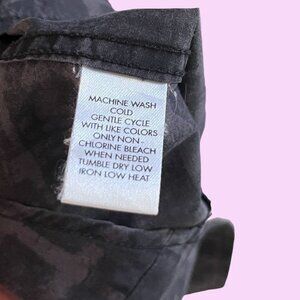 MACHINE WASH
COLD
GENTLE CYCLE
WITH LIKE COLORS
ONLY NON-
CHLORINE BLEACH
WHEN NEEDED
TUMBLE DRY LOW
IRON LOW HEAT